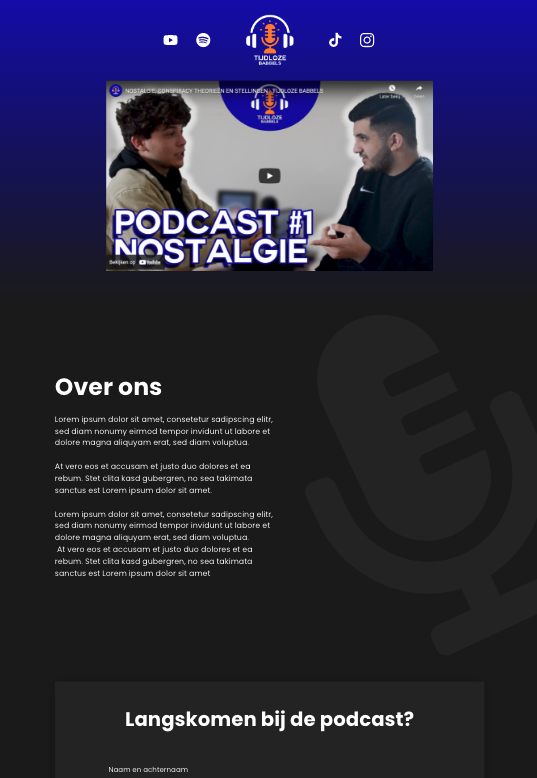 TIJDLOZE
BABBELS
NOSTALGIE, CONSPIRACY THEORIEËN EN STELLINGEN - TIJDLOZE BABBELS
Later bekij...
Delen
TIJDLOZE
BABBELS
PODCAST #1
NOSTALGIE
Bekijken op YouTube
Over ons
Lorem ipsum dolor sit amet, consetetur sadipscing elitr,
sed diam nonumy eirmod tempor invidunt ut labore et
dolore magna aliquyam erat, sed diam voluptua.
At vero eos et accusam et justo duo dolores et ea
rebum. Stet clita kasd gubergren, no sea takimata
sanctus est Lorem ipsum dolor sit amet.
Lorem ipsum dolor sit amet, consetetur sadipscing elitr,
sed diam nonumy eirmod tempor invidunt ut labore et
dolore magna aliquyam erat, sed diam voluptua.
At vero eos et accusam et justo duo dolores et ea
rebum. Stet clita kasd gubergren, no sea takimata
sanctus est Lorem ipsum dolor sit amet
Langskomen bij de podcast?
Naam en achternaam